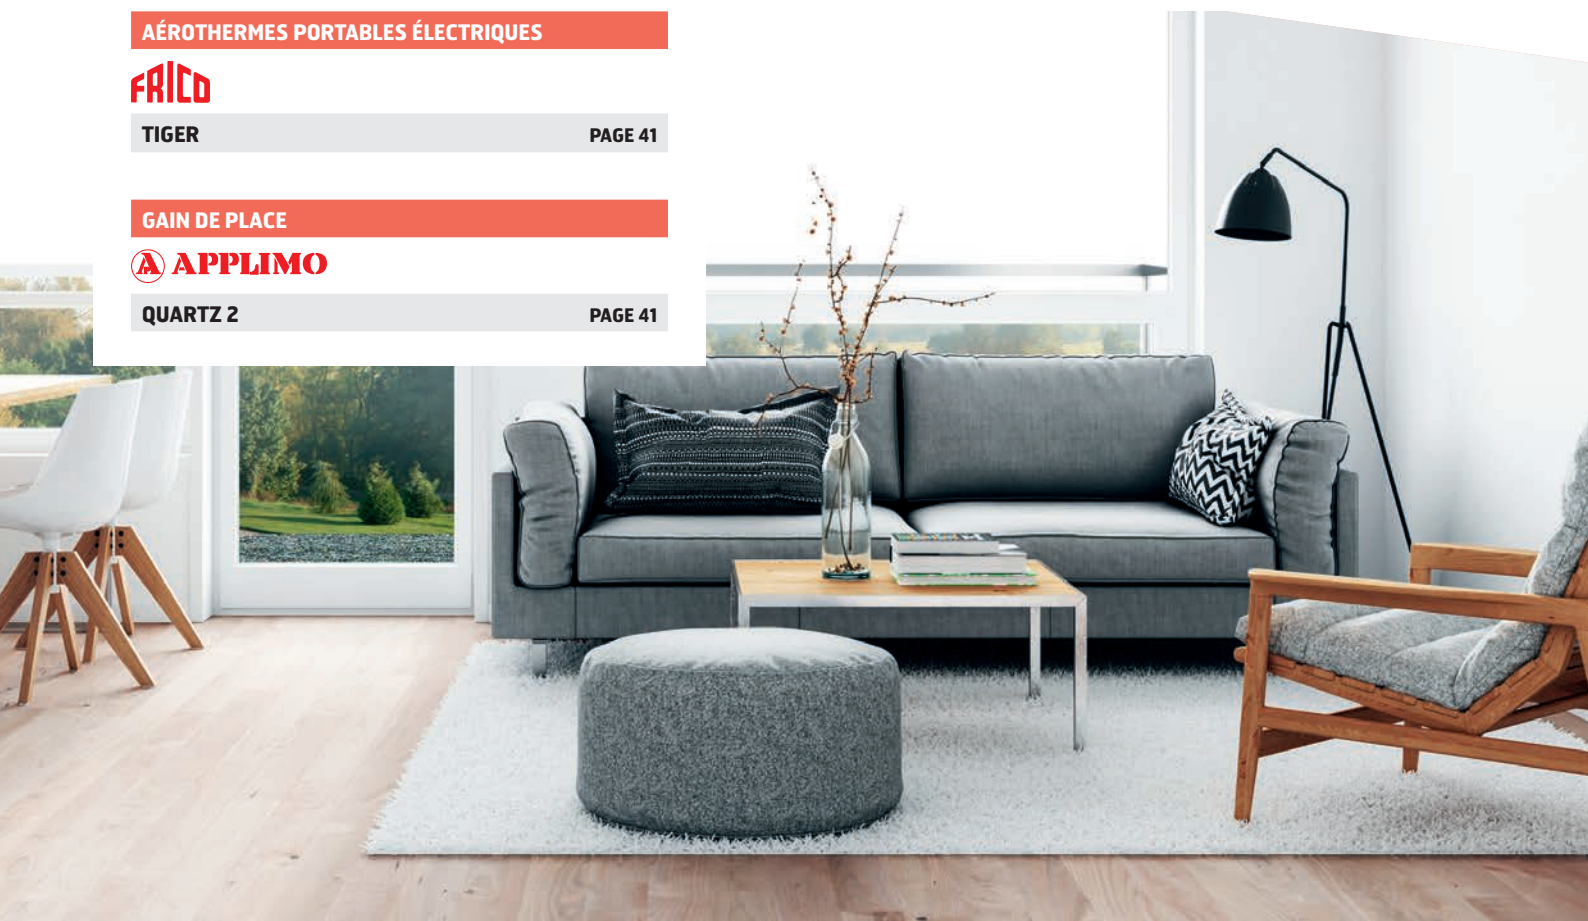 AÉROTHERMES PORTABLES ÉLECTRIQUES
FRICO
TIGER PAGE 41
GAIN DE PLACE
APPLIMO
QUARTZ 2 PAGE 41